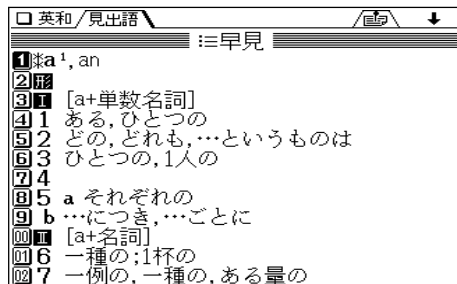 英和/見出語
早見
1 *a¹, an
2 形
3 I [a+単数名詞]
4 1 ある,ひとつの
5 2 どの,どれも,…というものは
6 3 ひとつの,1人の
7 4
8 5 a それぞれの
9 b …につき,…ごとに
00 II [a+名詞]
01 6 一種の;1杯の
02 7 一例の,一種の,ある量の